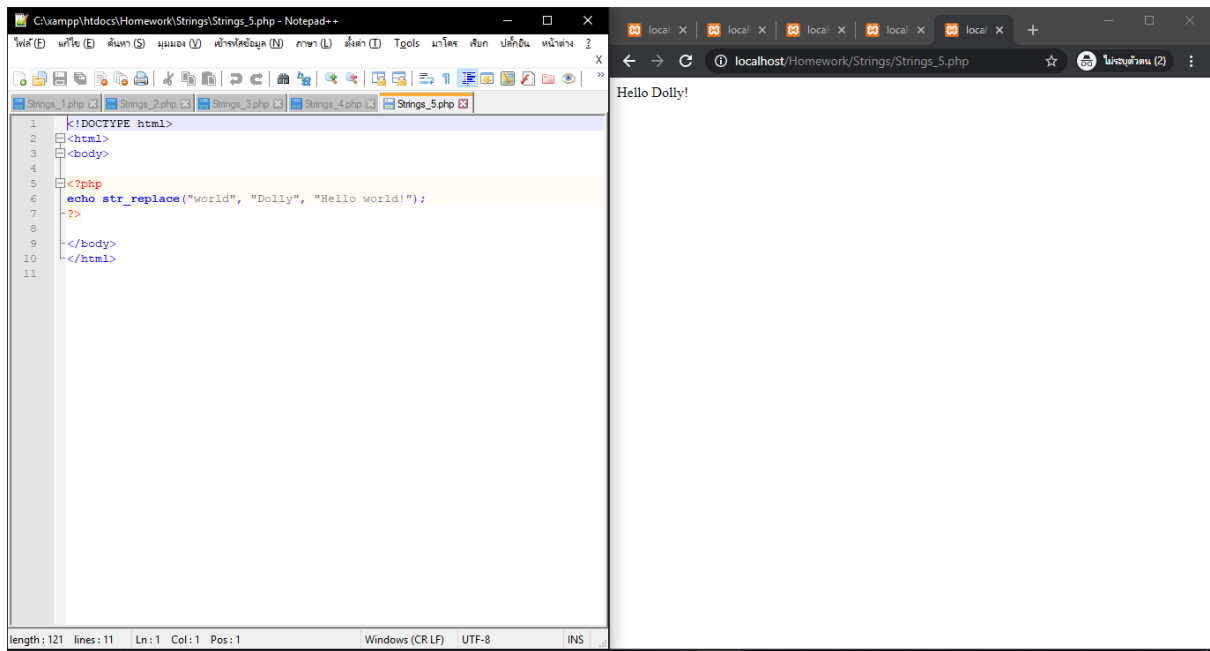 C:\xampp\htdocs\Homework\Strings\Strings_5.php - Notepad++
ไฟล์ (F) แก้ไข (E) ค้นหา (S) มุมมอง (V) เข้ารหัสข้อมูล (N) ภาษา (L) ตั้งค่า (T) Tools มาโคร เรียก ปลั๊กอิน หน้าต่าง ?
X
Strings_1.php Strings_2.php Strings_3.php Strings_4.php Strings_5.php
1 <!DOCTYPE html>
2 <html>
3 <body>
4
5 <?php
6 echo str_replace("world", "Dolly", "Hello world!");
7 ?>
8
9 </body>
10 </html>
11
length : 121 lines : 11 Ln : 1 Col : 1 Pos : 1 Windows (CR LF) UTF-8 INS
local local local local local
localhost/Homework/Strings/Strings_5.php ไม่ระบุตัวตน (2)
Hello Dolly!